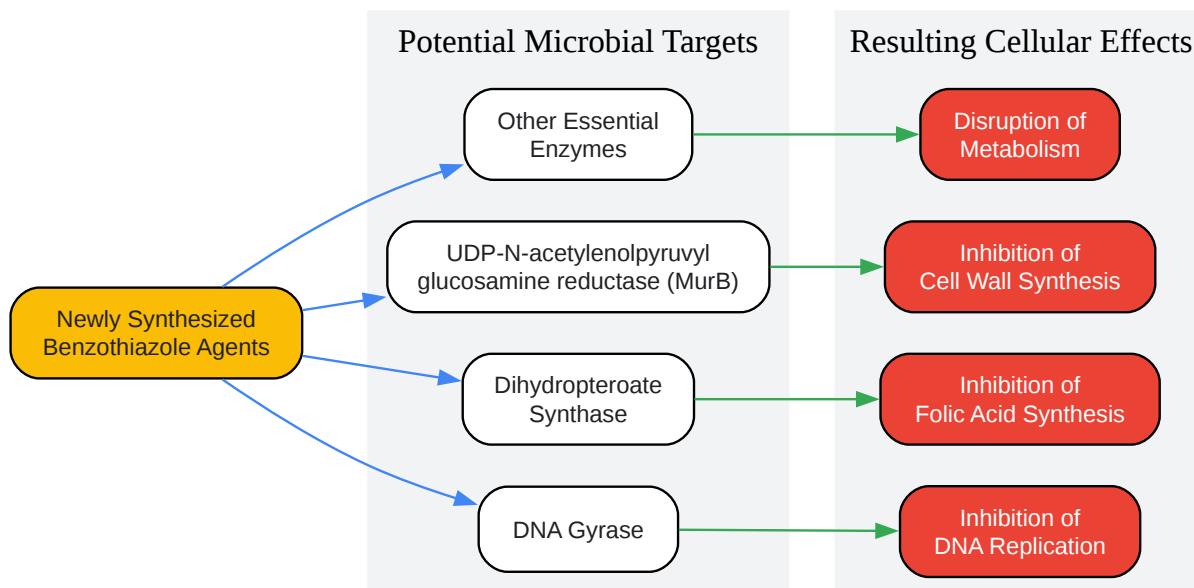 Potential Microbial Targets
Resulting Cellular Effects
Other Essential
Enzymes
Disruption of
Metabolism
UDP-N-acetylenolpyruvyl
glucosamine reductase (MurB)
Inhibition of
Cell Wall Synthesis
Newly Synthesized
Benzothiazole Agents
Dihydropteroate
Synthase
Inhibition of
Folic Acid Synthesis
DNA Gyrase
Inhibition of
DNA Replication